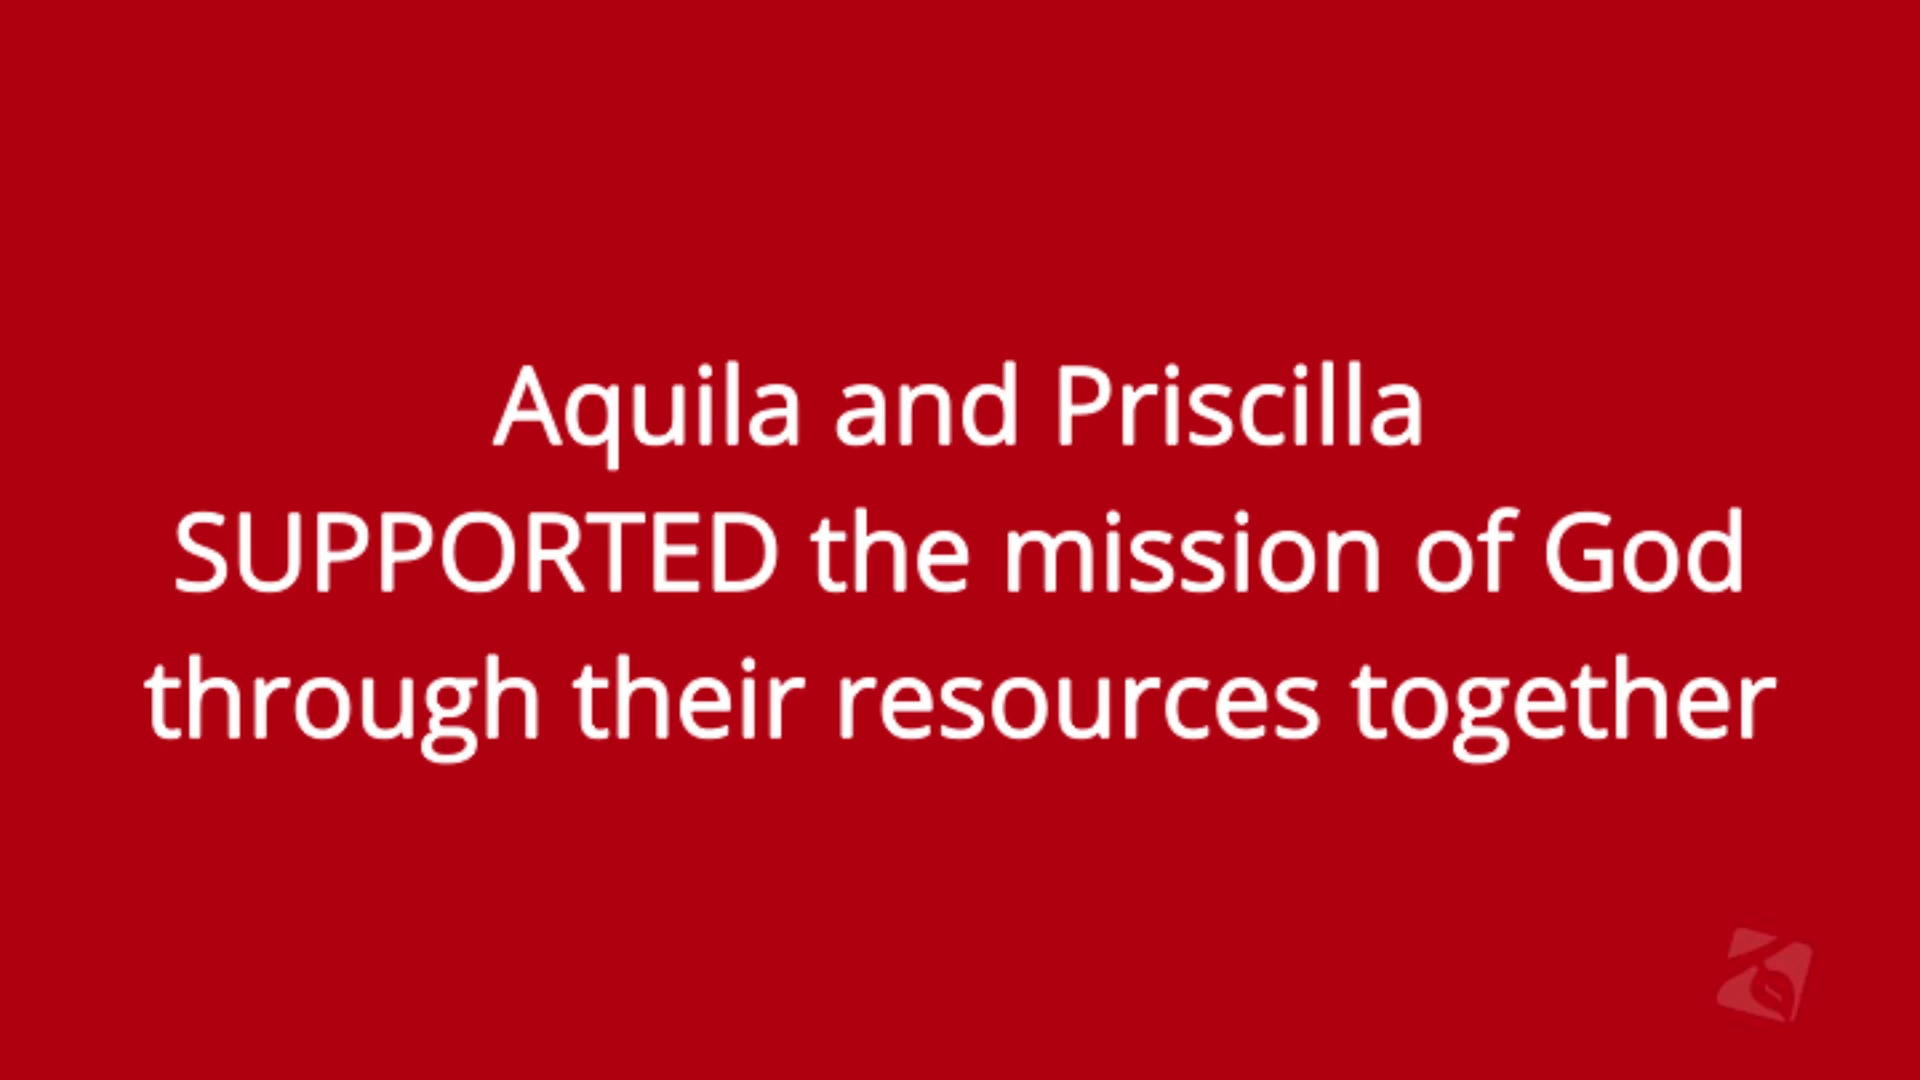 Aquila and Priscilla
SUPPORTED the mission of God
through their resources together